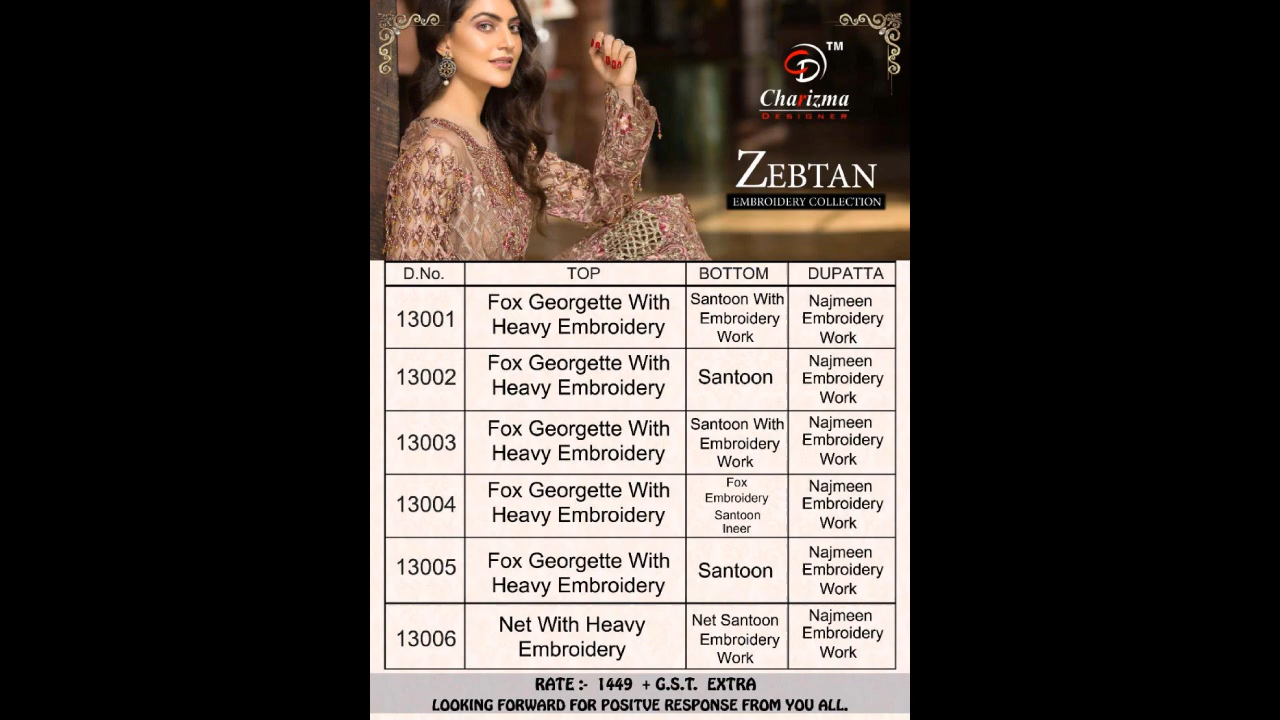 TM
CD
Charizma
DESIGNER
ZEBTAN
EMBROIDERY COLLECTION
D.No. TOP BOTTOM DUPATTA
13001
Fox Georgette With
Heavy Embroidery
Santoon With
Embroidery
Work
Najmeen
Embroidery
Work
13002
Fox Georgette With
Heavy Embroidery
Santoon
Najmeen
Embroidery
Work
13003
Fox Georgette With
Heavy Embroidery
Santoon With
Embroidery
Work
Najmeen
Embroidery
Work
13004
Fox Georgette With
Heavy Embroidery
Fox
Embroidery
Santoon
Ineer
Najmeen
Embroidery
Work
13005
Fox Georgette With
Heavy Embroidery
Santoon
Najmeen
Embroidery
Work
13006
Net With Heavy
Embroidery
Net Santoon
Embroidery
Work
Najmeen
Embroidery
Work
RATE :- 1449 + G.S.T. EXTRA
LOOKING FORWARD FOR POSITVE RESPONSE FROM YOU ALL.